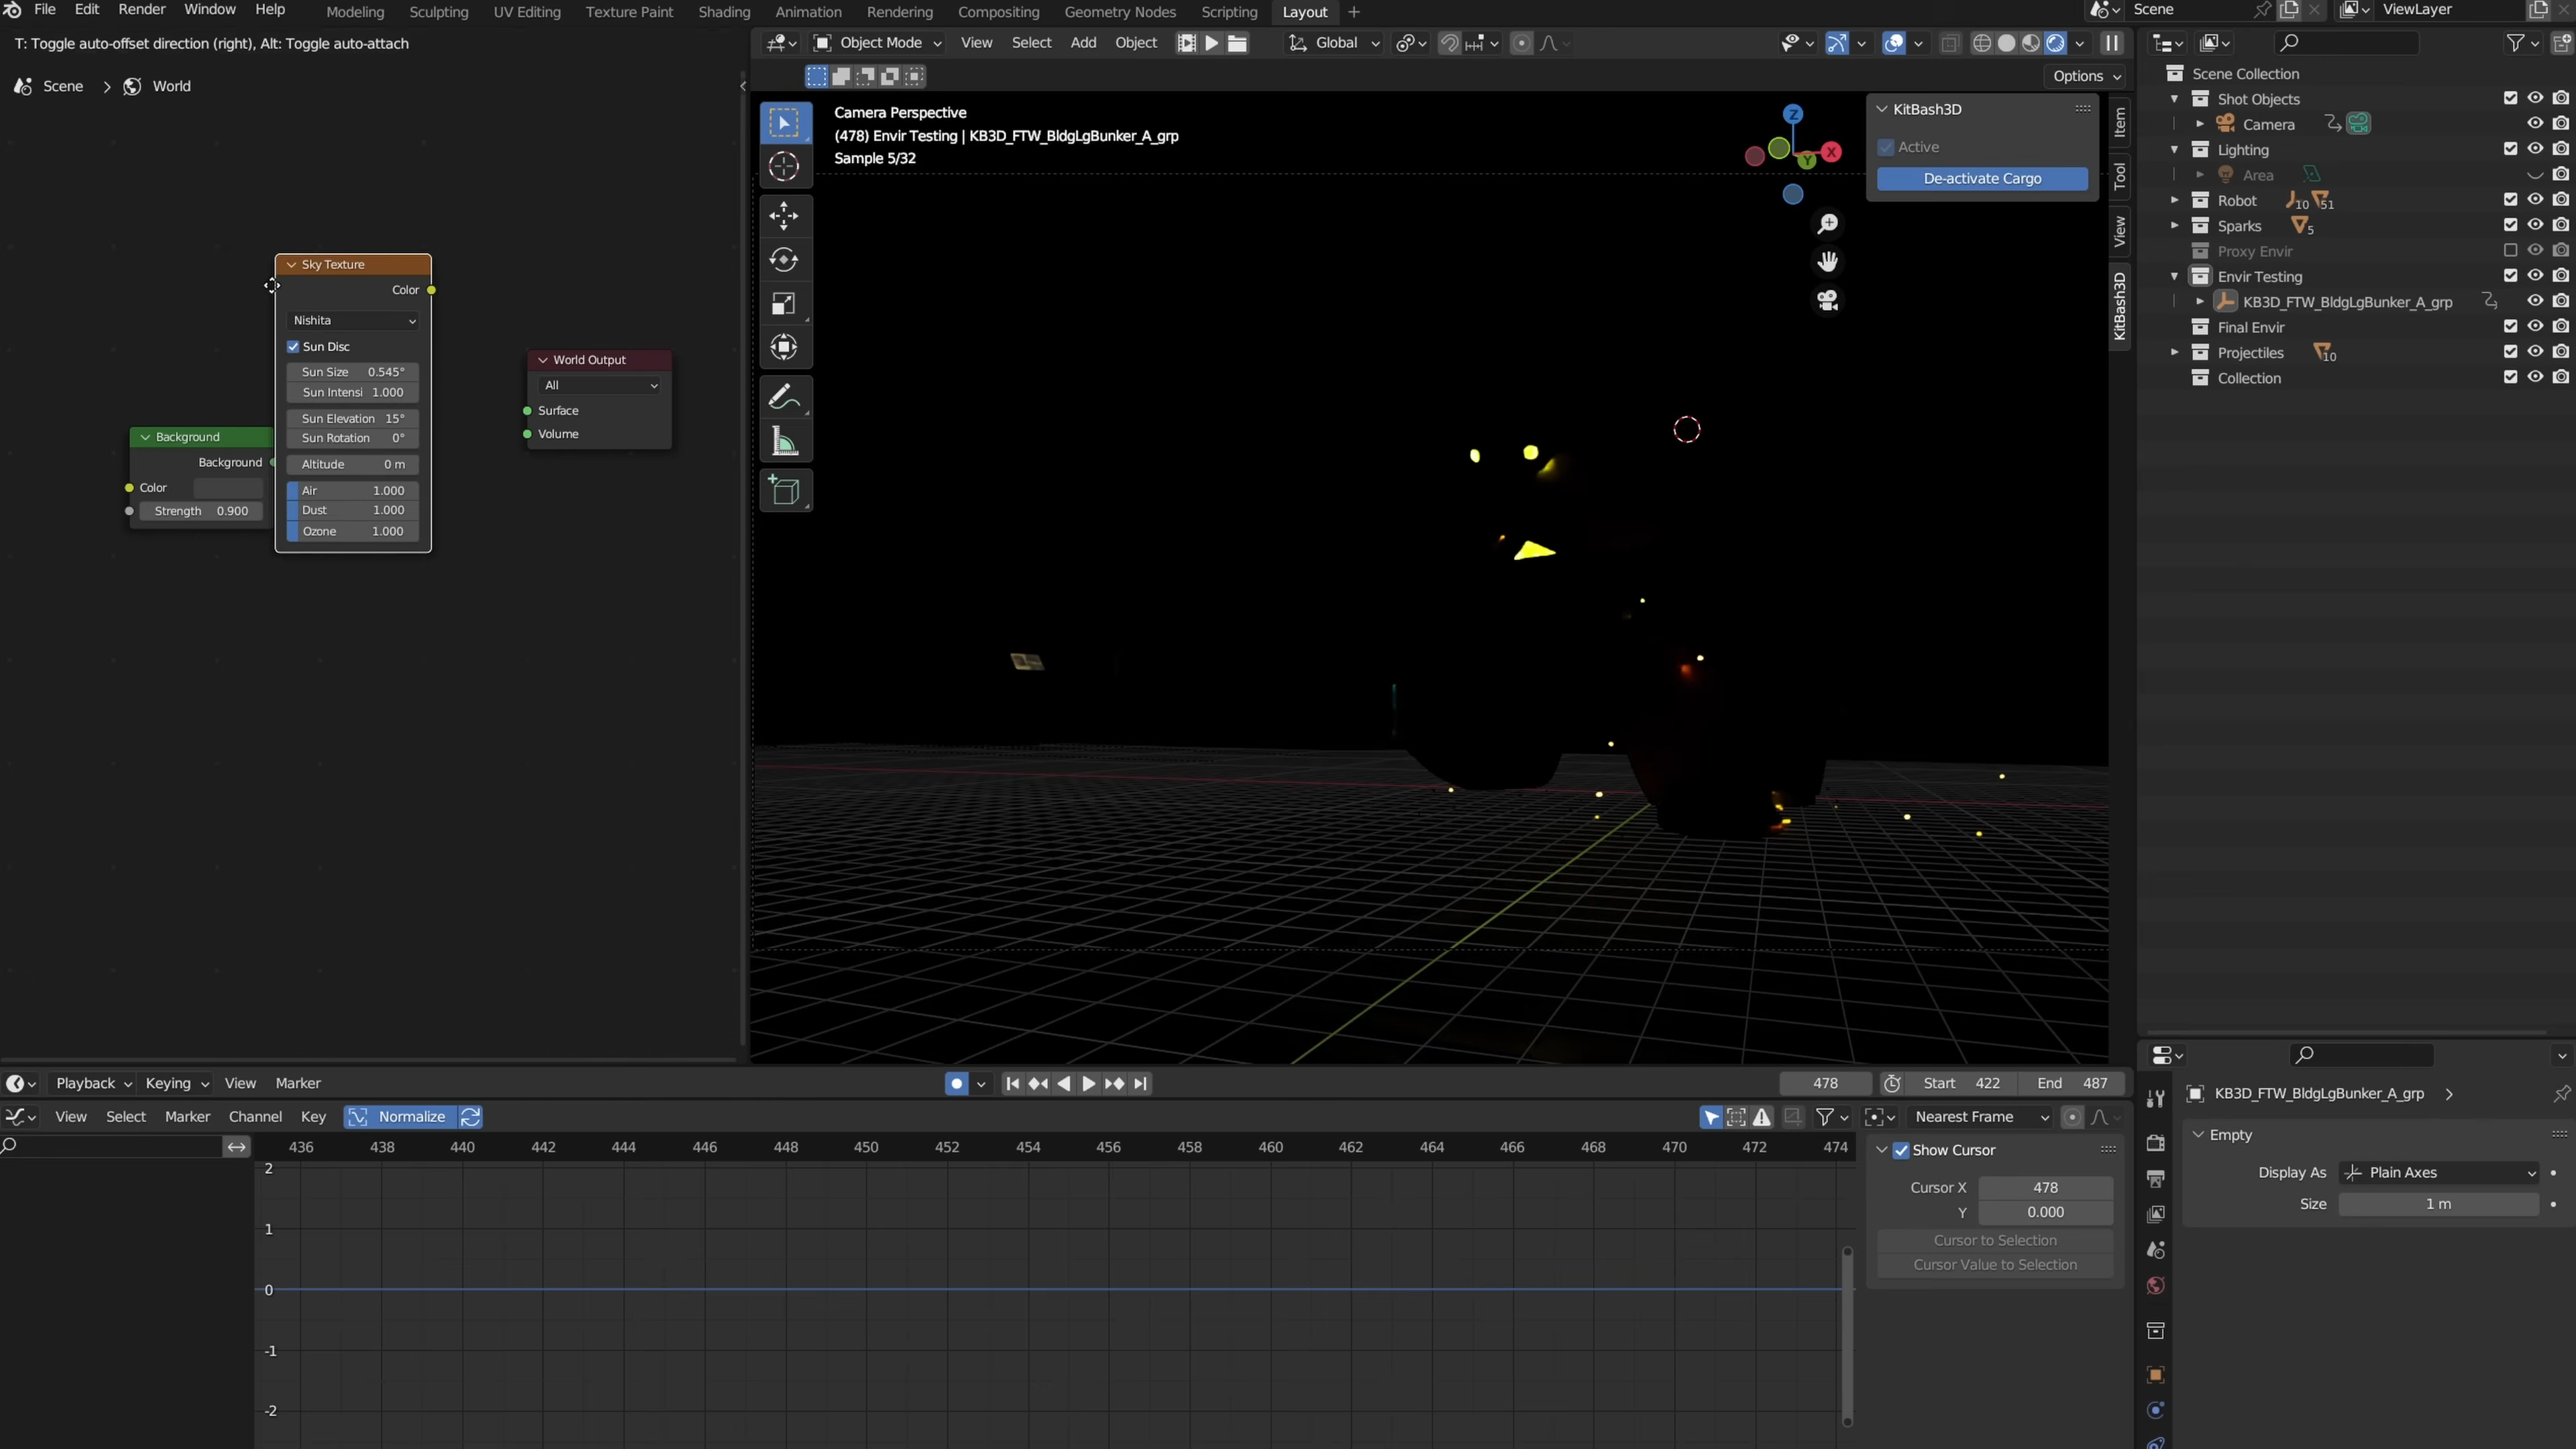 File Edit Render Window Help Modeling Sculpting UV Editing Texture Paint Shading Animation Rendering Compositing Geometry Nodes Scripting Layout + Scene ViewLayer
T: Toggle auto-offset direction (right), Alt: Toggle auto-attach
Object Mode View Select Add Object Global
Options
Scene > World
Camera Perspective
(478) Envir Testing | KB3D_FTW_BldgLgBunker_A_grp
Sample 5/32
Z
X
Y
KitBash3D
Active
De-activate Cargo
Item
Tool
View
KitBash3D
Sky Texture
Color
Nishita
Sun Disc
Sun Size 0.545°
Sun Intensi 1.000
Sun Elevation 15°
Sun Rotation 0°
Altitude 0 m
Air 1.000
Dust 1.000
Ozone 1.000
Background
Background
Color
Strength 0.900
World Output
All
Surface
Volume
Scene Collection
Shot Objects
Camera
Lighting
Area
Robot 10 51
Sparks 5
Proxy Envir
Envir Testing
KB3D_FTW_BldgLgBunker_A_grp
Final Envir
Projectiles 10
Collection
Playback Keying View Marker 478 Start 422 End 487
View Select Marker Channel Key Normalize Nearest Frame
436 438 440 442 444 446 448 450 452 454 456 458 460 462 464 466 468 470 472 474
2
1
0
-1
-2
Show Cursor
Cursor X 478
Y 0.000
Cursor to Selection
Cursor Value to Selection
KB3D_FTW_BldgLgBunker_A_grp
Empty
Display As Plain Axes
Size 1 m